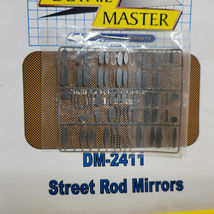 DETAIL
MASTER
DM-2411
Street Rod Mirrors